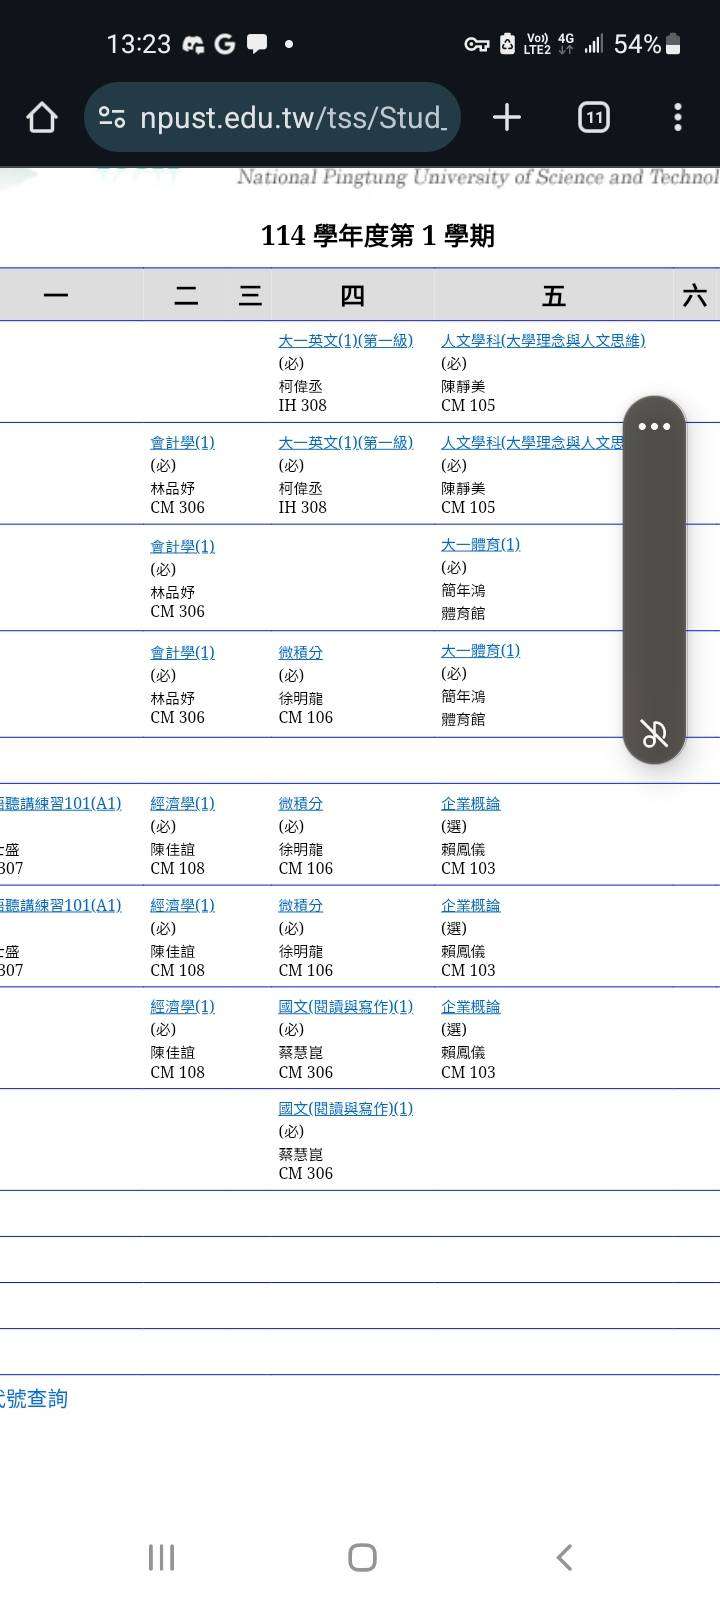 13:23
Vo))
LTE2
4G
54%
npust.edu.tw/tss/Stud_
11
National Pingtung University of Science and Technol
114 學年度第 1 學期
一 二 三 四 五 六
大一英文(1)(第一級)
(必)
柯偉丞
IH 308
人文學科(大學理念與人文思維)
(必)
陳靜美
CM 105
會計學(1)
(必)
林品妤
CM 306
大一英文(1)(第一級)
(必)
柯偉丞
IH 308
人文學科(大學理念與人文思
(必)
陳靜美
CM 105
會計學(1)
(必)
林品妤
CM 306
大一體育(1)
(必)
簡年鴻
體育館
會計學(1)
(必)
林品妤
CM 306
微積分
(必)
徐明龍
CM 106
大一體育(1)
(必)
簡年鴻
體育館
聽講練習101(A1)
盛
307
經濟學(1)
(必)
陳佳誼
CM 108
微積分
(必)
徐明龍
CM 106
企業概論
(選)
賴鳳儀
CM 103
聽講練習101(A1)
盛
307
經濟學(1)
(必)
陳佳誼
CM 108
微積分
(必)
徐明龍
CM 106
企業概論
(選)
賴鳳儀
CM 103
經濟學(1)
(必)
陳佳誼
CM 108
國文(閱讀與寫作)(1)
(必)
蔡慧崑
CM 306
企業概論
(選)
賴鳳儀
CM 103
國文(閱讀與寫作)(1)
(必)
蔡慧崑
CM 306
號查詢